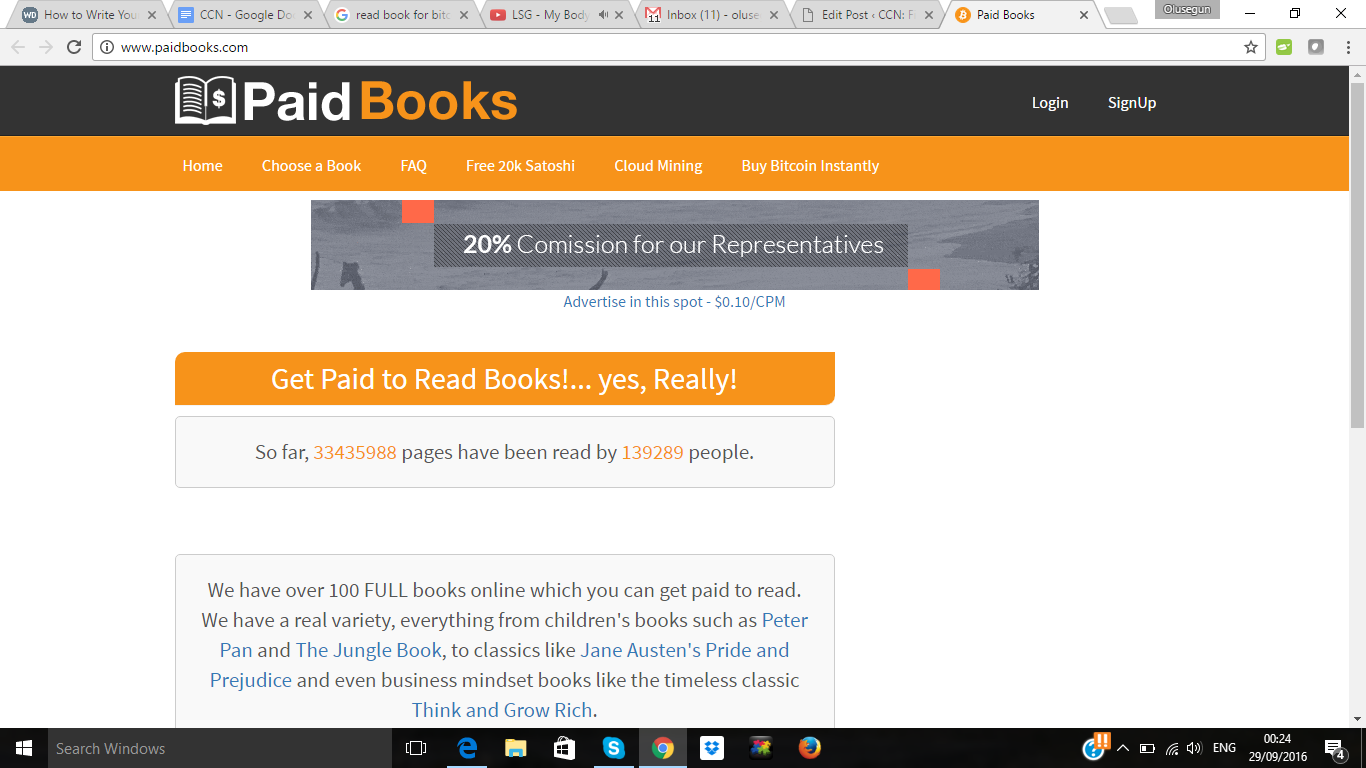 How to Write You
CCN - Google Do
read book for bitc
LSG - My Body
Inbox (11) - oluse
Edit Post ‹ CCN: F
Paid Books
Olusegun
WD
11
www.paidbooks.com
$
Paid Books
Login
SignUp
Home
Choose a Book
FAQ
Free 20k Satoshi
Cloud Mining
Buy Bitcoin Instantly
20% Comission for our Representatives
Advertise in this spot - $0.10/CPM
Get Paid to Read Books!... yes, Really!
So far, 33435988 pages have been read by 139289 people.
We have over 100 FULL books online which you can get paid to read.
We have a real variety, everything from children's books such as Peter
Pan and The Jungle Book, to classics like Jane Austen's Pride and
Prejudice and even business mindset books like the timeless classic
Think and Grow Rich.
Search Windows
ENG
00:24
29/09/2016
4